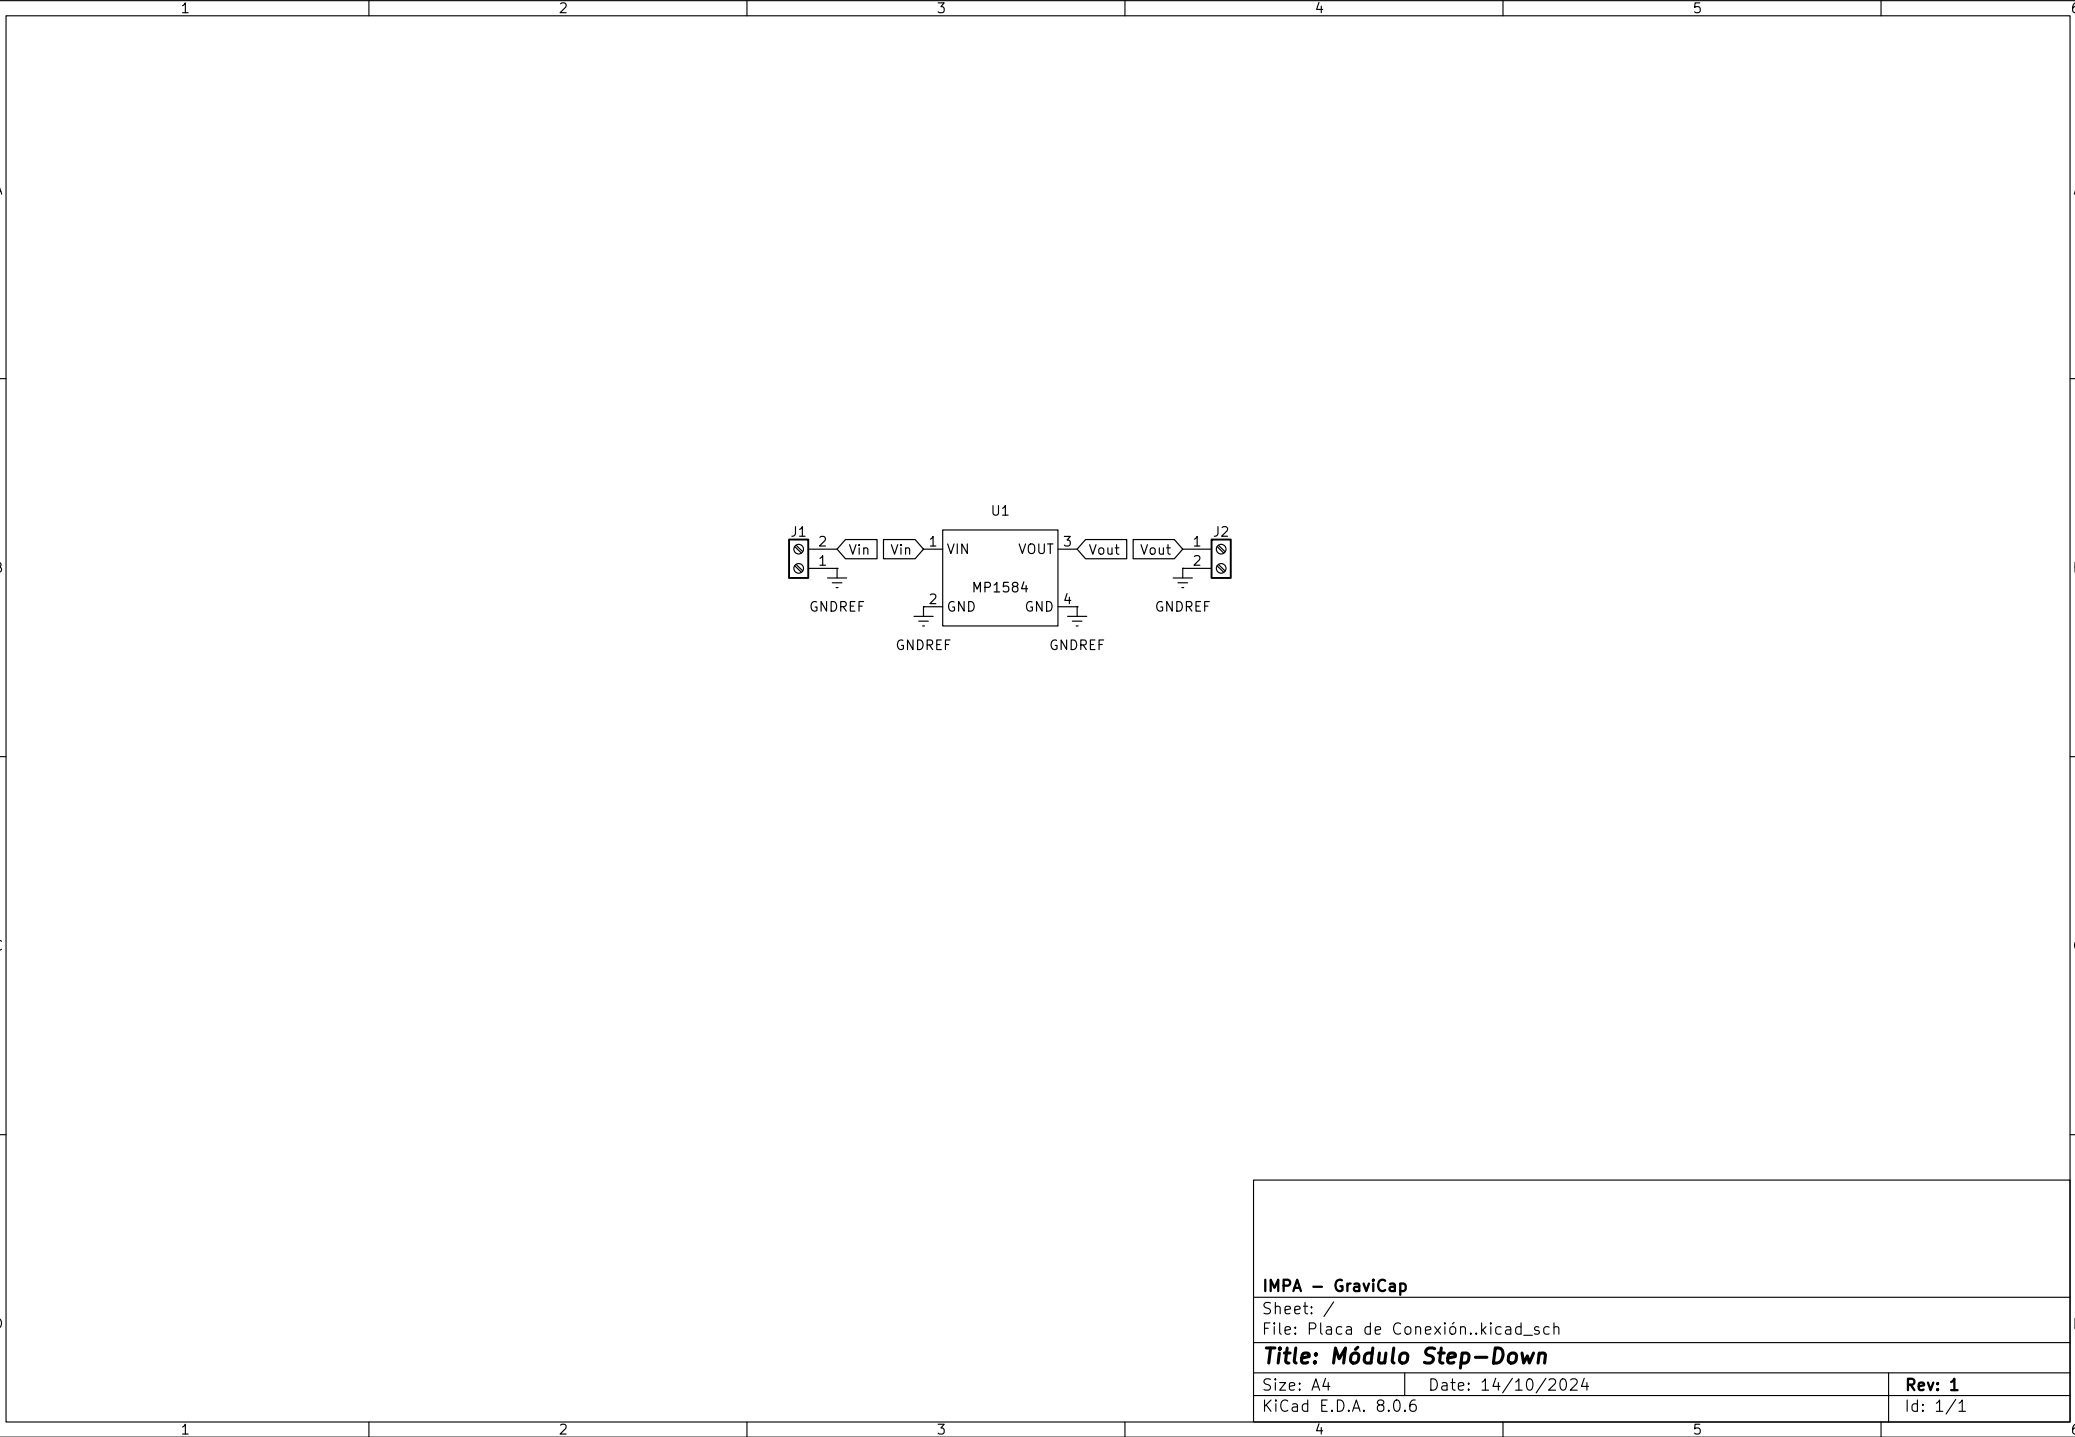 1 2 3 4 5
U1
J1 2 Vin Vin 1 VIN VOUT 3 Vout Vout 1 J2
1 2
MP1584
GNDREF 2 GND GND 4 GNDREF
GNDREF GNDREF
IMPA – GraviCap
Sheet: /
File: Placa de Conexión..kicad_sch
Title: Módulo Step–Down
Size: A4 Date: 14/10/2024 Rev: 1
KiCad E.D.A. 8.0.6 Id: 1/1
1 2 3 4 5